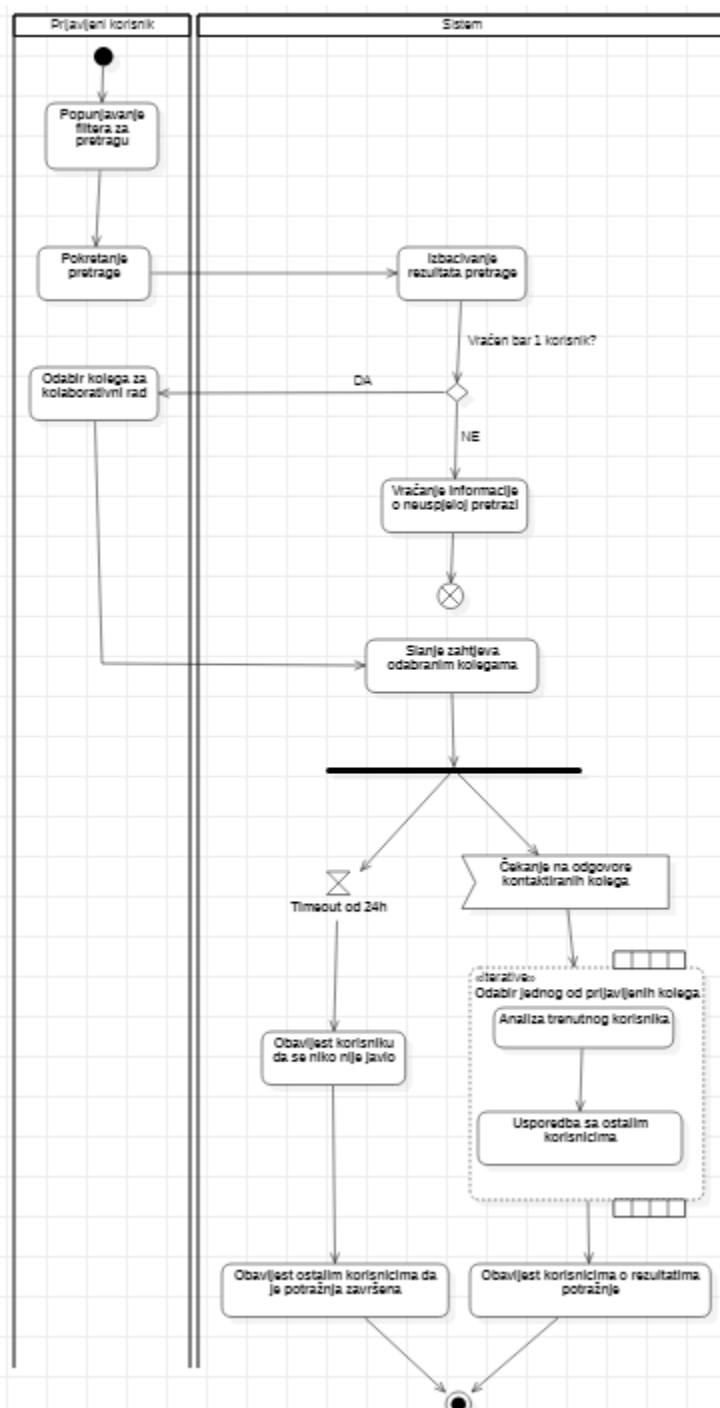 Prijavljeni korisnik
Sistem
Popunjavanje
filtera za
pretragu
Pokretanje
pretrage
Izbacivanje
rezultata pretrage
Vraćen bar 1 korisnik?
Odabir kolega za
kolaborativni rad
DA
NE
Vraćanje informacije
o neuspjeloj pretrazi
Slanje zahtjeva
odabranim kolegama
Čekanje na odgovore
kontaktiranih kolega
Timeout od 24h
«iterative»
Odabir jednog od prijavljenih kolega
Analiza trenutnog korisnika
Obavijest korisniku
da se niko nije javio
Usporedba sa ostalim
korisnicima
Obavijest ostalim korisnicima da
je potražnja završena
Obavijest korisnicima o rezultatima
potražnje